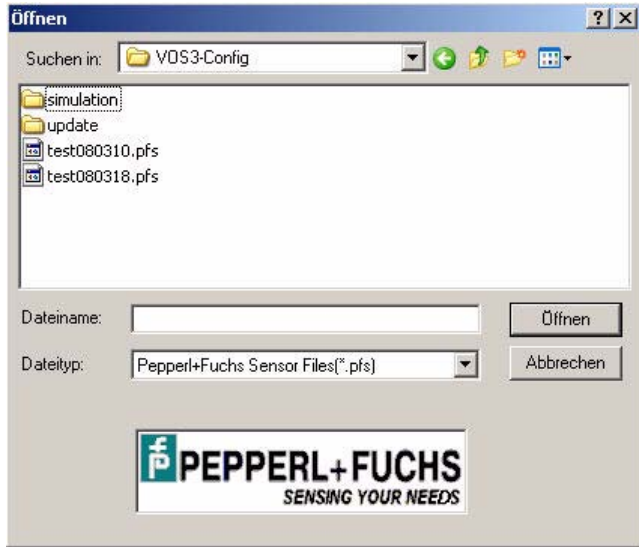 Öffnen
Suchen in: VOS3-Config
simulation
update
test080310.pfs
test080318.pfs
Dateiname: Öffnen
Dateityp: Pepperl+Fuchs Sensor Files(*.pfs) Abbrechen
PEPPERL+FUCHS
SENSING YOUR NEEDS